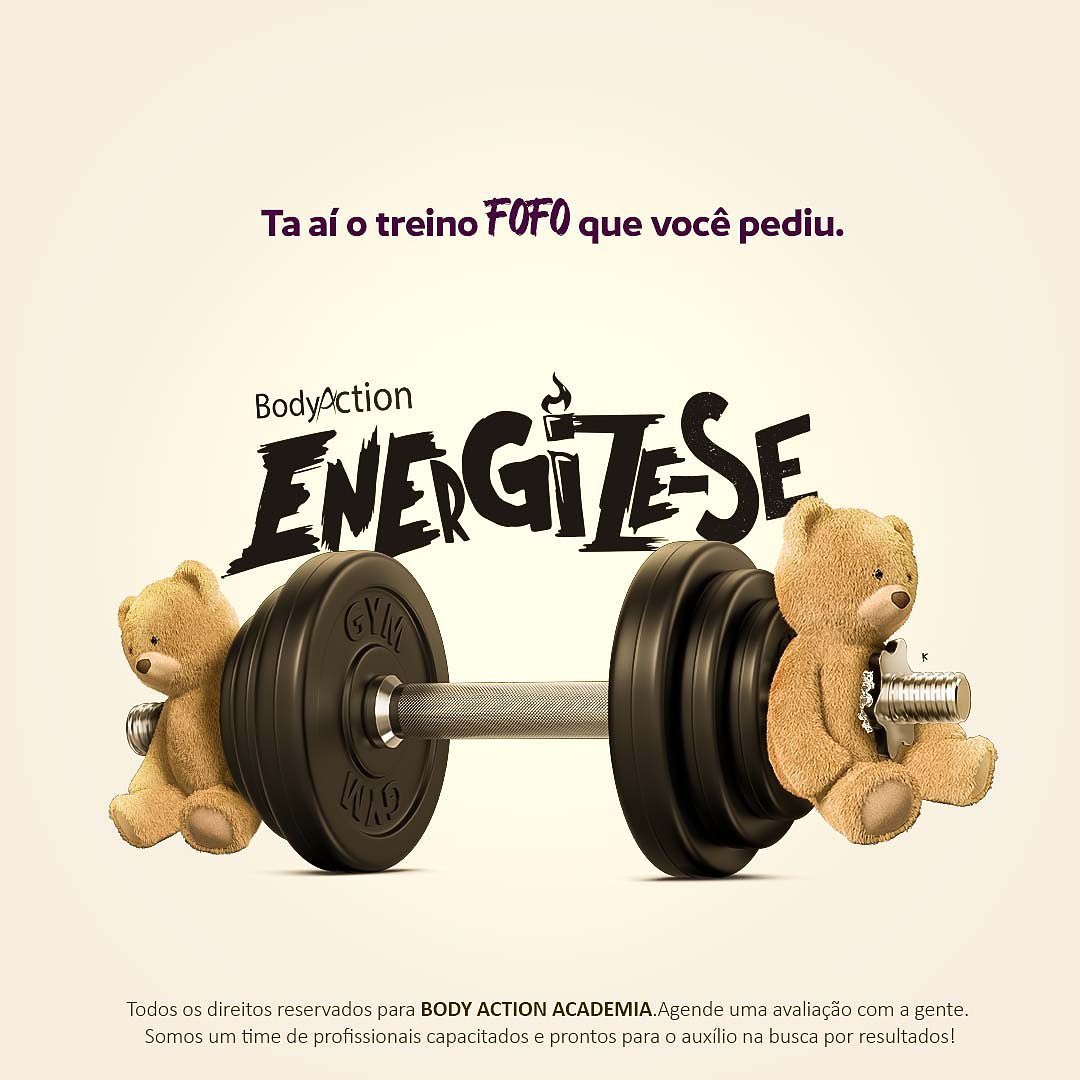 Ta aí o treino FOFO que você pediu.
BodyAction
ENERGIZE-SE
GYM
GYM
K
Todos os direitos reservados para BODY ACTION ACADEMIA.Agende uma avaliação com a gente.
Somos um time de profissionais capacitados e prontos para o auxílio na busca por resultados!